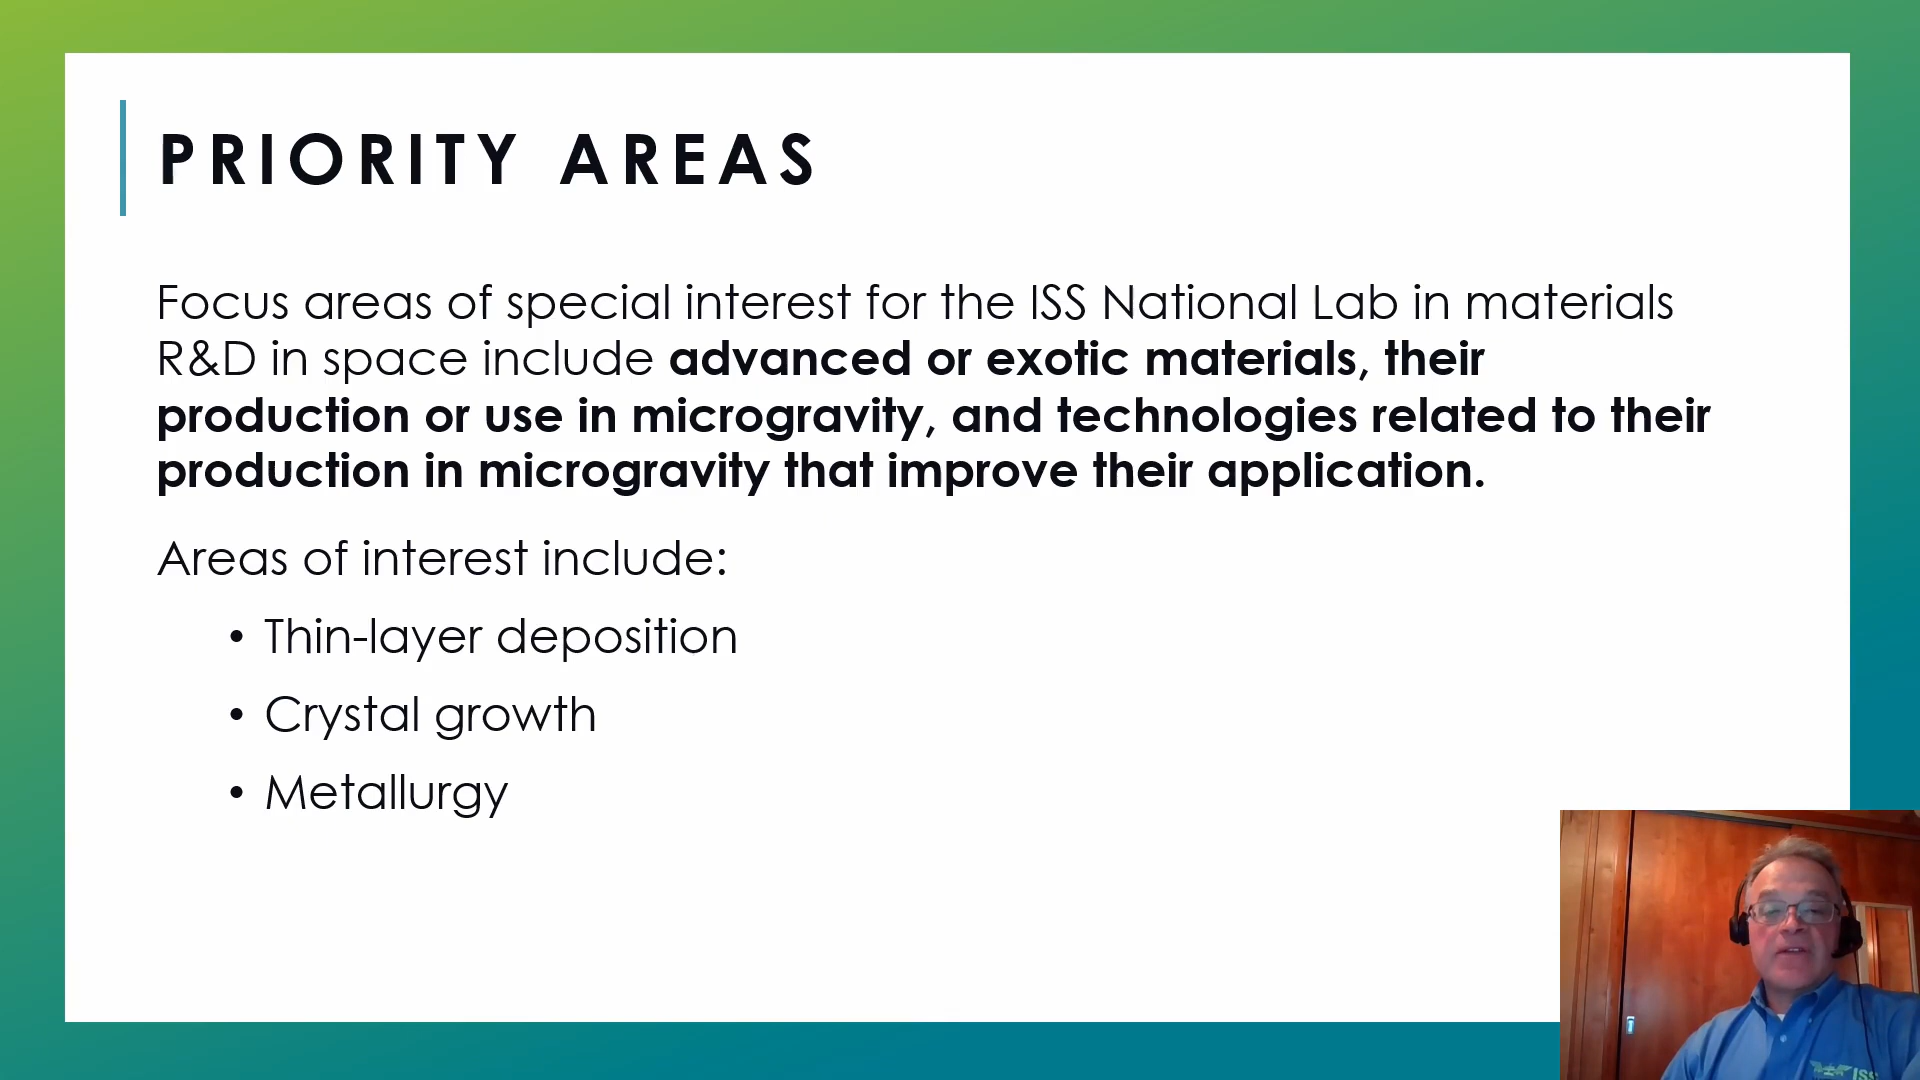 PRIORITY AREAS
Focus areas of special interest for the ISS National Lab in materials
R&D in space include advanced or exotic materials, their
production or use in microgravity, and technologies related to their
production in microgravity that improve their application.
Areas of interest include:
• Thin-layer deposition
• Crystal growth
• Metallurgy
ISS